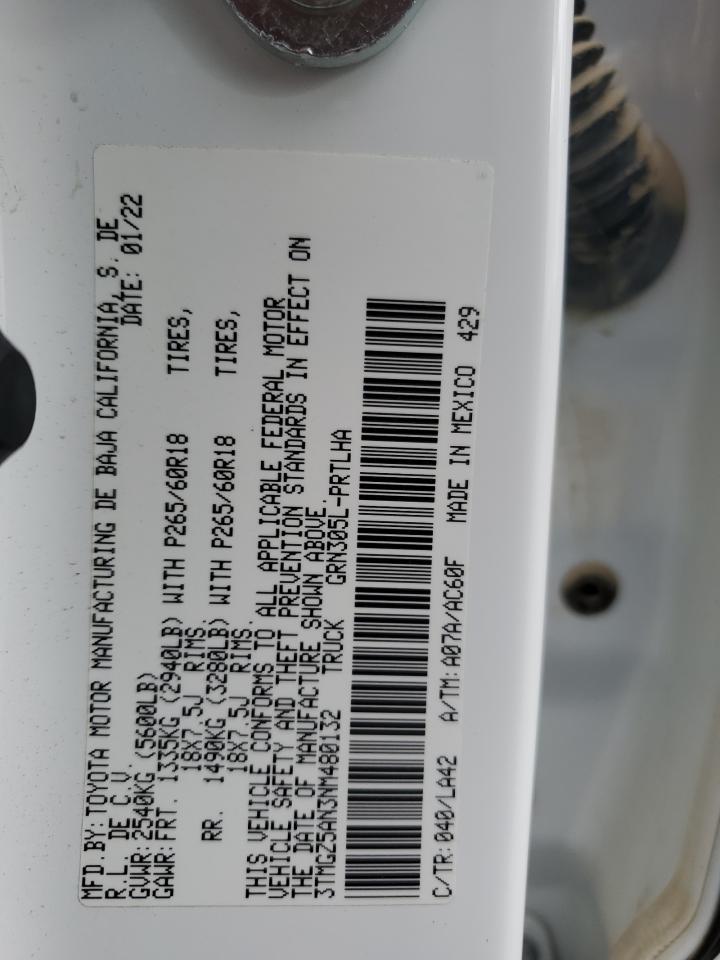 MFD.BY:TOYOTA MOTOR MANUFACTURING DE BAJA CALIFORNIA, S. DE
R.L. DE C.V. DATE: 01/22
GVWR:2540KG (5600LB)
GAWR:FRT. 1335KG (2940LB) WITH P265/60R18 TIRES,
18X7.5J RIMS.
RR. 1490KG (3280LB) WITH P265/60R18 TIRES,
18X7.5J RIMS.
THIS VEHICLE CONFORMS TO ALL APPLICABLE FEDERAL MOTOR
VEHICLE SAFETY AND THEFT PREVENTION STANDARDS IN EFFECT ON
THE DATE OF MANUFACTURE SHOWN ABOVE.
3TMGZ5AN3NM480132 TRUCK GRN305L-PRTLHA
C/TR:040/LA42 A/TM:A07A/AC60F MADE IN MEXICO 429